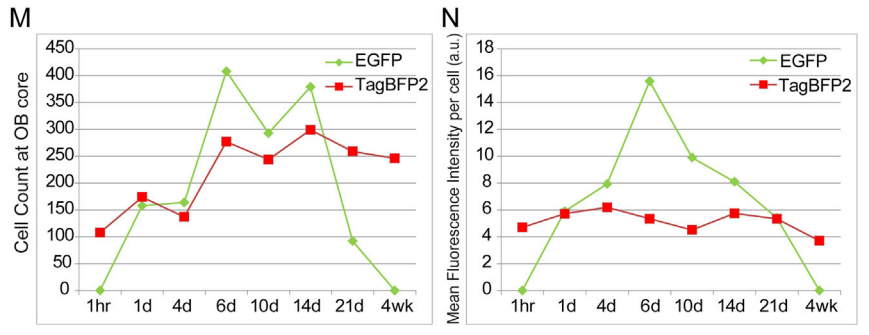 M
Cell Count at OB core
450
400
350
300
250
200
150
100
50
0
EGFP
TagBFP2
1hr 1d 4d 6d 10d 14d 21d 4wk
N
Mean Fluorescence Intensity per cell (a.u.)
18
16
14
12
10
8
6
4
2
0
EGFP
TagBFP2
1hr 1d 4d 6d 10d 14d 21d 4wk